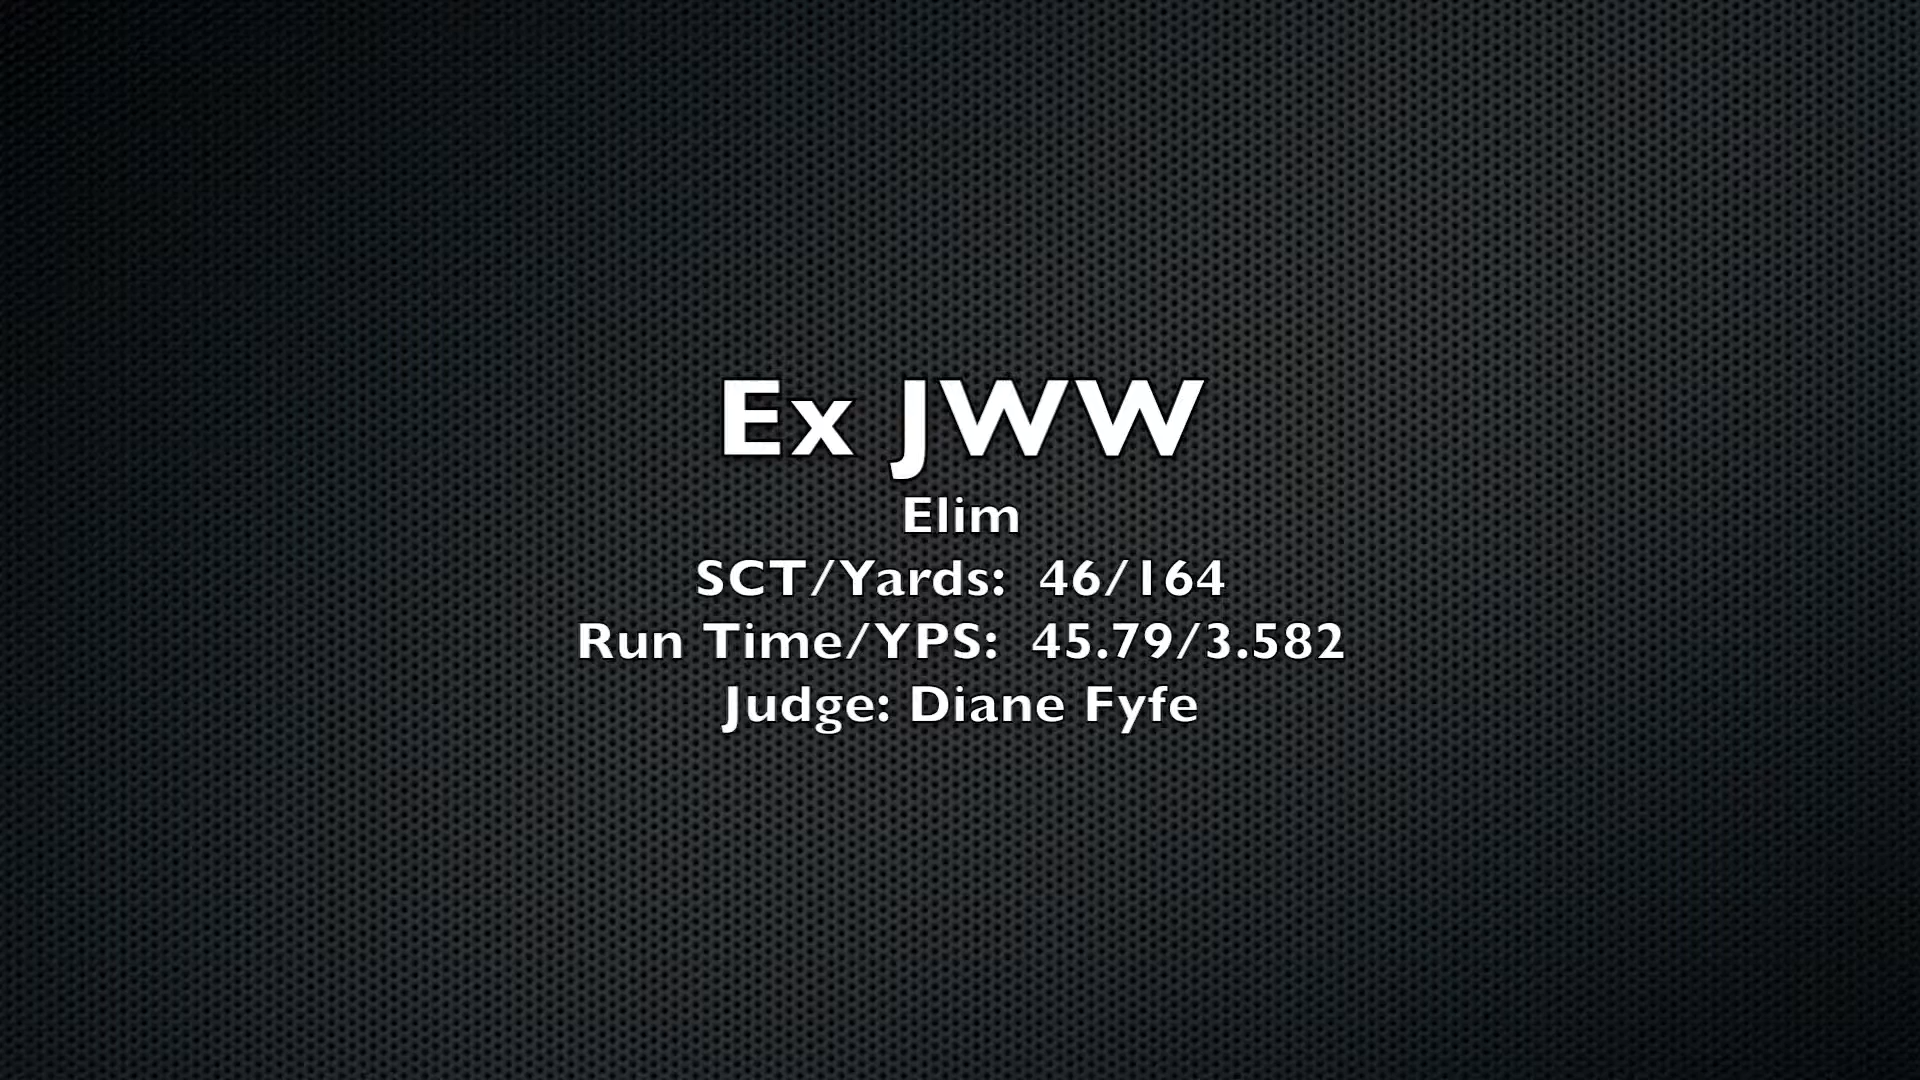 Ex JWW
Elim
SCT/Yards: 46/164
Run Time/YPS: 45.79/3.582
Judge: Diane Fyfe